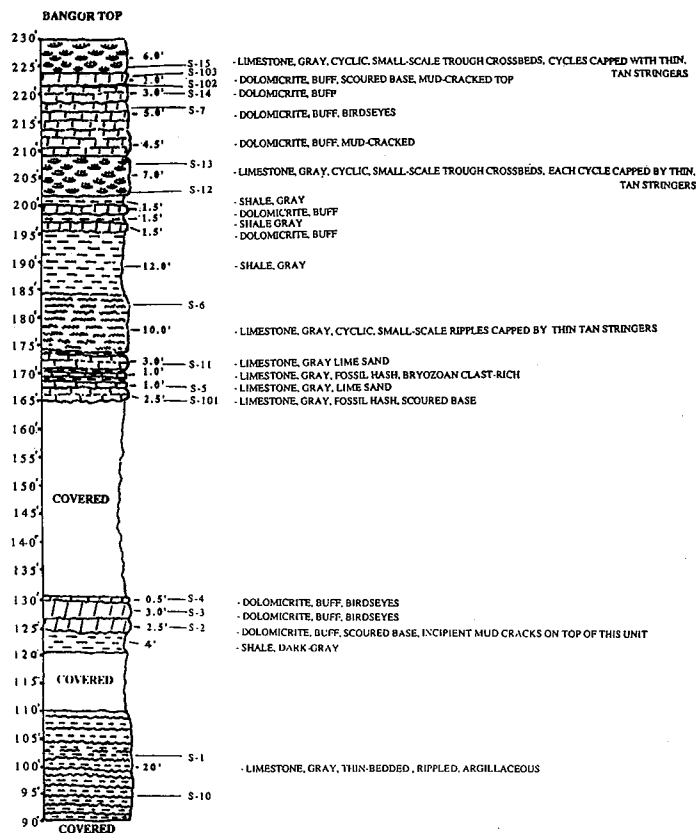 BANGOR TOP
230'
6.0'
S-15
- LIMESTONE, GRAY, CYCLIC, SMALL-SCALE TROUGH CROSSBEDS, CYCLES CAPPED WITH THIN,
TAN STRINGERS
225'
S-103
2.0'
- DOLOMICRITE, BUFF, SCOURED BASE, MUD-CRACKED TOP
S-102
220'
3.0'
S-14
- DOLOMICRITE, BUFF
S-7
5.0'
- DOLOMICRITE, BUFF, BIRDSEYES
215'
4.5'
- DOLOMICRITE, BUFF, MUD-CRACKED
210'
S-13
205'
7.0'
- LIMESTONE, GRAY, CYCLIC, SMALL-SCALE TROUGH CROSSBEDS, EACH CYCLE CAPPED BY THIN,
TAN STRINGERS
S-12
200'
- SHALE, GRAY
1.5'
- DOLOMICRITE, BUFF
1.5'
- SHALE GRAY
195'
1.5'
- DOLOMICRITE, BUFF
190'
12.0'
- SHALE, GRAY
185'
S-6
180'
10.0'
- LIMESTONE, GRAY, CYCLIC, SMALL-SCALE RIPPLES CAPPED BY THIN TAN STRINGERS
175'
3.0'
S-11
- LIMESTONE, GRAY LIME SAND
170'
1.0'
- LIMESTONE, GRAY, FOSSIL HASH, BRYOZOAN CLAST-RICH
1.0'
S-5
- LIMESTONE, GRAY, LIME SAND
165'
2.5'
S-101
- LIMESTONE, GRAY, FOSSIL HASH, SCOURED BASE
160'
155'
150'
COVERED
145'
140'
135'
130'
0.5'
S-4
- DOLOMICRITE, BUFF, BIRDSEYES
3.0'
S-3
- DOLOMICRITE, BUFF, BIRDSEYES
125'
2.5'
S-2
- DOLOMICRITE, BUFF, SCOURED BASE, INCIPIENT MUD CRACKS ON TOP OF THIS UNIT
4'
- SHALE, DARK-GRAY
120'
115'
COVERED
110'
105'
S-1
100'
20'
- LIMESTONE, GRAY, THIN-BEDDED, RIPPLED, ARGILLACEOUS
95'
S-10
90'
COVERED